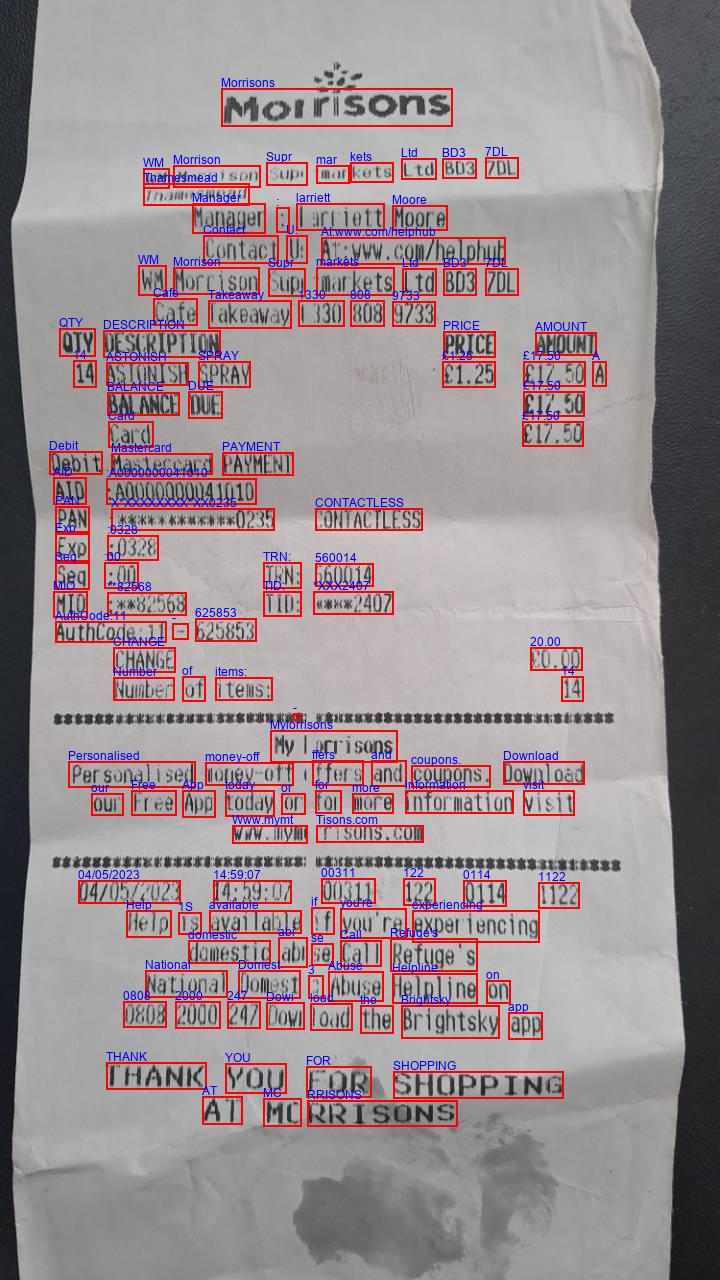 Morrisons
WM Morrison Supermarkets Ltd BD3 7DL
Thamesmead
Manager : Harriett Moore
Contact Us At:www.com/helphub
WM Morrison Supermarkets Ltd BD3 7DL
Cafe Takeaway 1330 808 9733
QTY DESCRIPTION PRICE AMOUNT
14 ASTONISH SPRAY £1.25 £17.50 A
BALANCE DUE £17.50
Card £17.50
Debit Mastercard PAYMENT
AID :A0000000041010
PAN :************0235 CONTACTLESS
Exp :0328
Seq :00 TRN: 560014
MID :**82568 TID: ****2407
AuthCode:11 - 625853
CHANGE £0.00
Number of items: 14
My Morrisons
Personalised money-off offers and coupons. Download
our Free App today or for more information visit
www.mymorrisons.com
04/05/2023 14:59:07 00311 122 0114 1122
Help is available if you're experiencing
domestic abuse Call Refuge's
National Domestic Abuse Helpline on
0808 2000 247 Download the Brightsky app
THANK YOU FOR SHOPPING
AT MORRISONS